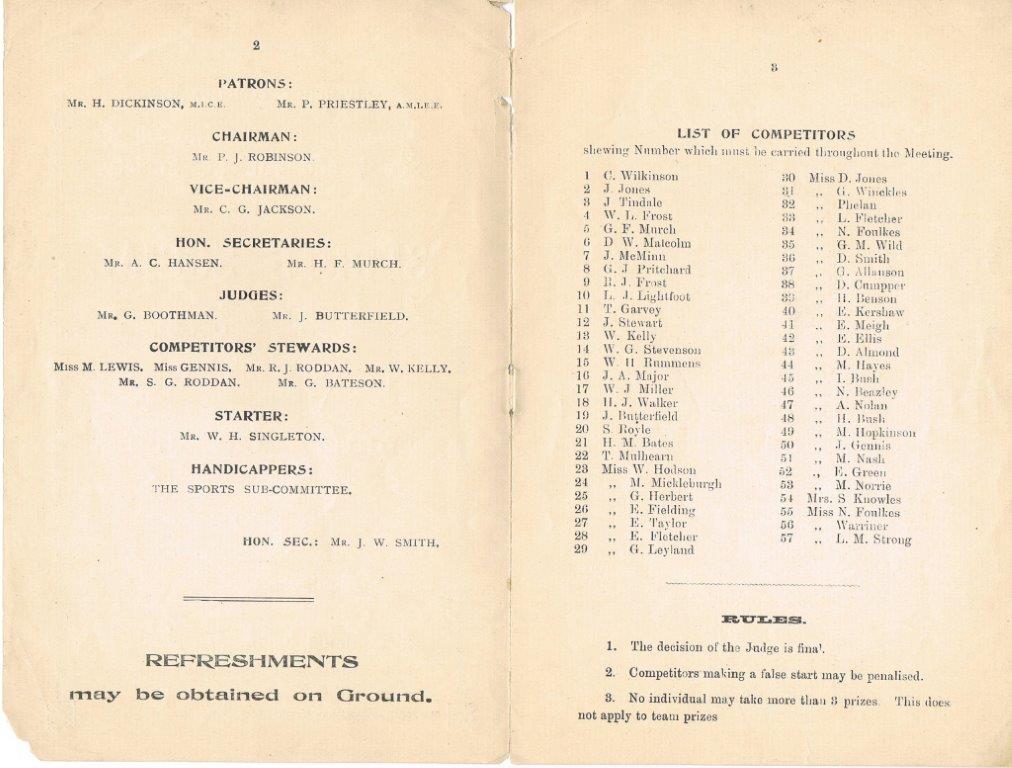 2
PATRONS:
Mr. H. DICKINSON, M.I.C.E. Mr. P. PRIESTLEY, A.M.I.E.E.
CHAIRMAN:
Mr. P. J. ROBINSON.
VICE-CHAIRMAN:
Mr. C. G. JACKSON.
HON. SECRETARIES:
Mr. A. C. HANSEN. Mr. H. F. MURCH.
JUDGES:
Mr. G. BOOTHMAN. Mr. J. BUTTERFIELD.
COMPETITORS' STEWARDS:
Miss M. LEWIS. Miss GENNIS. Mr. R. J. RODDAN. Mr. W. KELLY.
Mr. S. G. RODDAN. Mr. G. BATESON.
STARTER:
Mr. W. H. SINGLETON.
HANDICAPPERS:
THE SPORTS SUB-COMMITTEE.
HON. SEC.: Mr. J. W. SMITH.
REFRESHMENTS
may be obtained on Ground.
3
LIST OF COMPETITORS
shewing Number which must be carried throughout the Meeting.
1 C. Wilkinson
2 J. Jones
3 J Tindale
4 W. L. Frost
5 G. F. Murch
6 D W. Malcolm
7 J. McMinn
8 G. J Pritchard
9 R. J. Frost
10 L. J. Lightfoot
11 T. Garvey
12 J. Stewart
13 W. Kelly
14 W. G. Stevenson
15 W. H Rummens
16 J. A. Major
17 W. J Miller
18 H. J. Walker
19 J. Butterfield
20 S. Royle
21 H. M. Bates
22 T. Mulhearn
23 Miss W. Hodson
24 „ M. Mickleburgh
25 „ G. Herbert
26 „ E. Fielding
27 „ E. Taylor
28 „ E. Fletcher
29 „ G. Leyland
30 Miss D. Jones
31 „ G. Winckles
32 „ Phelan
33 „ L. Fletcher
34 „ N. Foulkes
35 „ G. M. Wild
36 „ D. Smith
37 „ G. Allanson
38 „ D. Cumpper
39 „ H. Benson
40 „ E. Kershaw
41 „ E. Meigh
42 „ E. Ellis
43 „ D. Almond
44 „ M. Hayes
45 „ I. Bush
46 „ N. Beazley
47 „ A. Nolan
48 „ H. Bush
49 „ M. Hopkinson
50 „ J. Gennis
51 „ M. Nash
52 „ E. Green
53 „ M. Norrie
54 Mrs. S Knowles
55 Miss N. Foulkes
56 „ Warriner
57 „ L. M. Strong
RULES.
1. The decision of the Judge is final.
2. Competitors making a false start may be penalised.
3. No individual may take more than 3 prizes. This does
not apply to team prizes